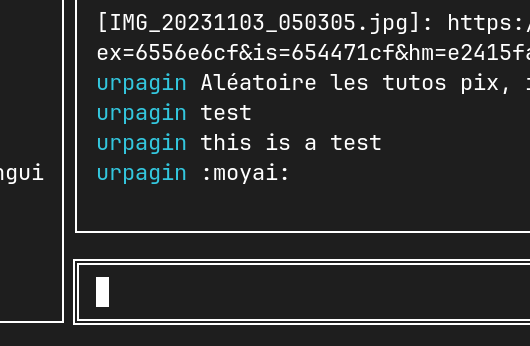 [IMG_20231103_050305.jpg]: https:/
ex=6556e6cf&is=654471cf&hm=e2415fa
urpagin Aléatoire les tutos pix,
urpagin test
urpagin this is a test
ngui urpagin :moyai: